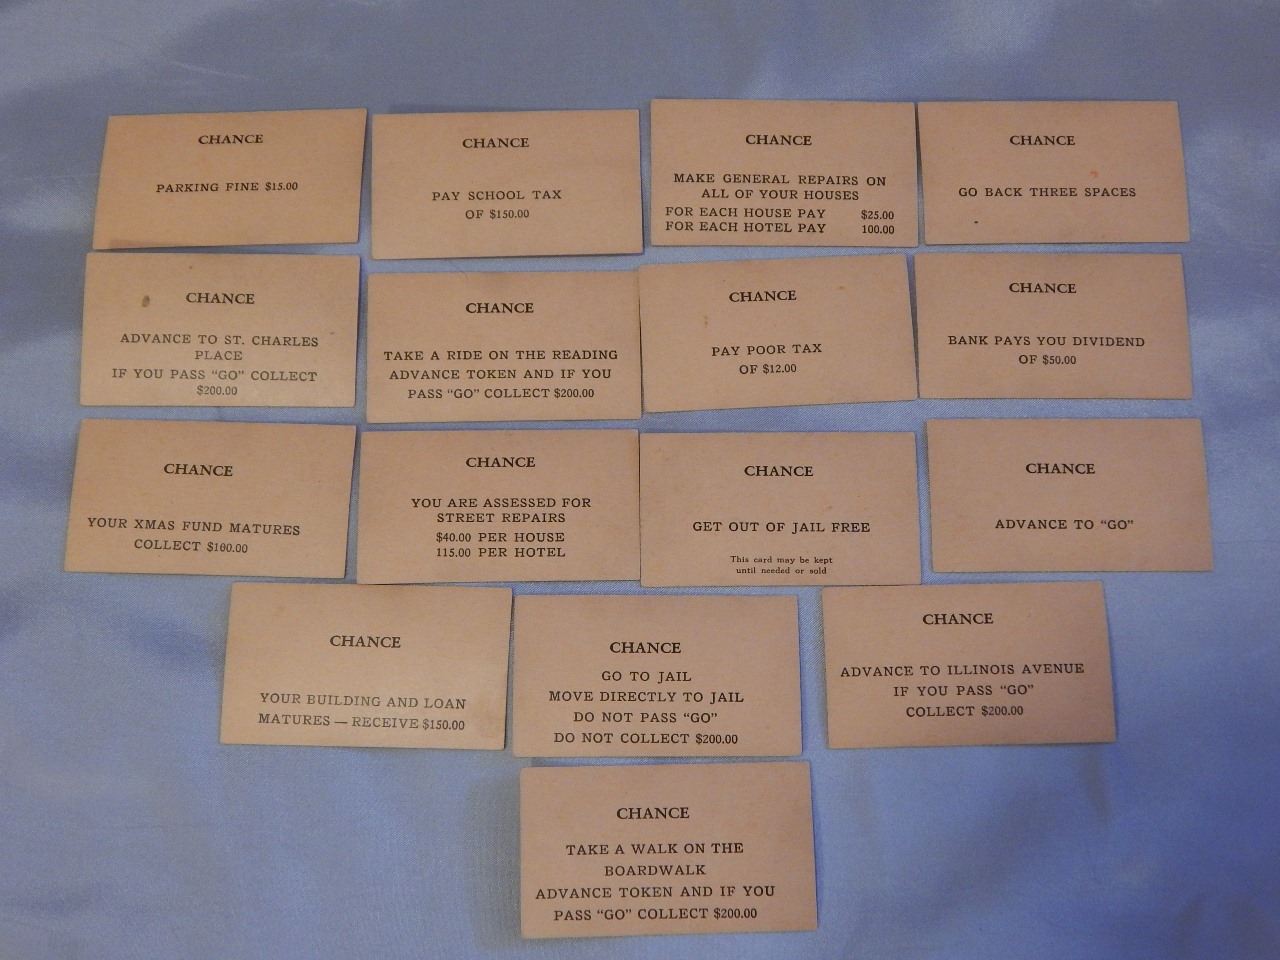 CHANCE
PARKING FINE $15.00
CHANCE
PAY SCHOOL TAX
OF $150.00
CHANCE
MAKE GENERAL REPAIRS ON
ALL OF YOUR HOUSES
FOR EACH HOUSE PAY $25.00
FOR EACH HOTEL PAY 100.00
CHANCE
GO BACK THREE SPACES
CHANCE
ADVANCE TO ST. CHARLES
PLACE
IF YOU PASS "GO" COLLECT
$200.00
CHANCE
TAKE A RIDE ON THE READING
ADVANCE TOKEN AND IF YOU
PASS "GO" COLLECT $200.00
CHANCE
PAY POOR TAX
OF $12.00
CHANCE
BANK PAYS YOU DIVIDEND
OF $50.00
CHANCE
YOUR XMAS FUND MATURES
COLLECT $100.00
CHANCE
YOU ARE ASSESSED FOR
STREET REPAIRS
$40.00 PER HOUSE
115.00 PER HOTEL
CHANCE
GET OUT OF JAIL FREE
This card may be kept
until needed or sold
CHANCE
ADVANCE TO "GO"
CHANCE
YOUR BUILDING AND LOAN
MATURES — RECEIVE $150.00
CHANCE
GO TO JAIL
MOVE DIRECTLY TO JAIL
DO NOT PASS "GO"
DO NOT COLLECT $200.00
CHANCE
ADVANCE TO ILLINOIS AVENUE
IF YOU PASS "GO"
COLLECT $200.00
CHANCE
TAKE A WALK ON THE
BOARDWALK
ADVANCE TOKEN AND IF YOU
PASS "GO" COLLECT $200.00